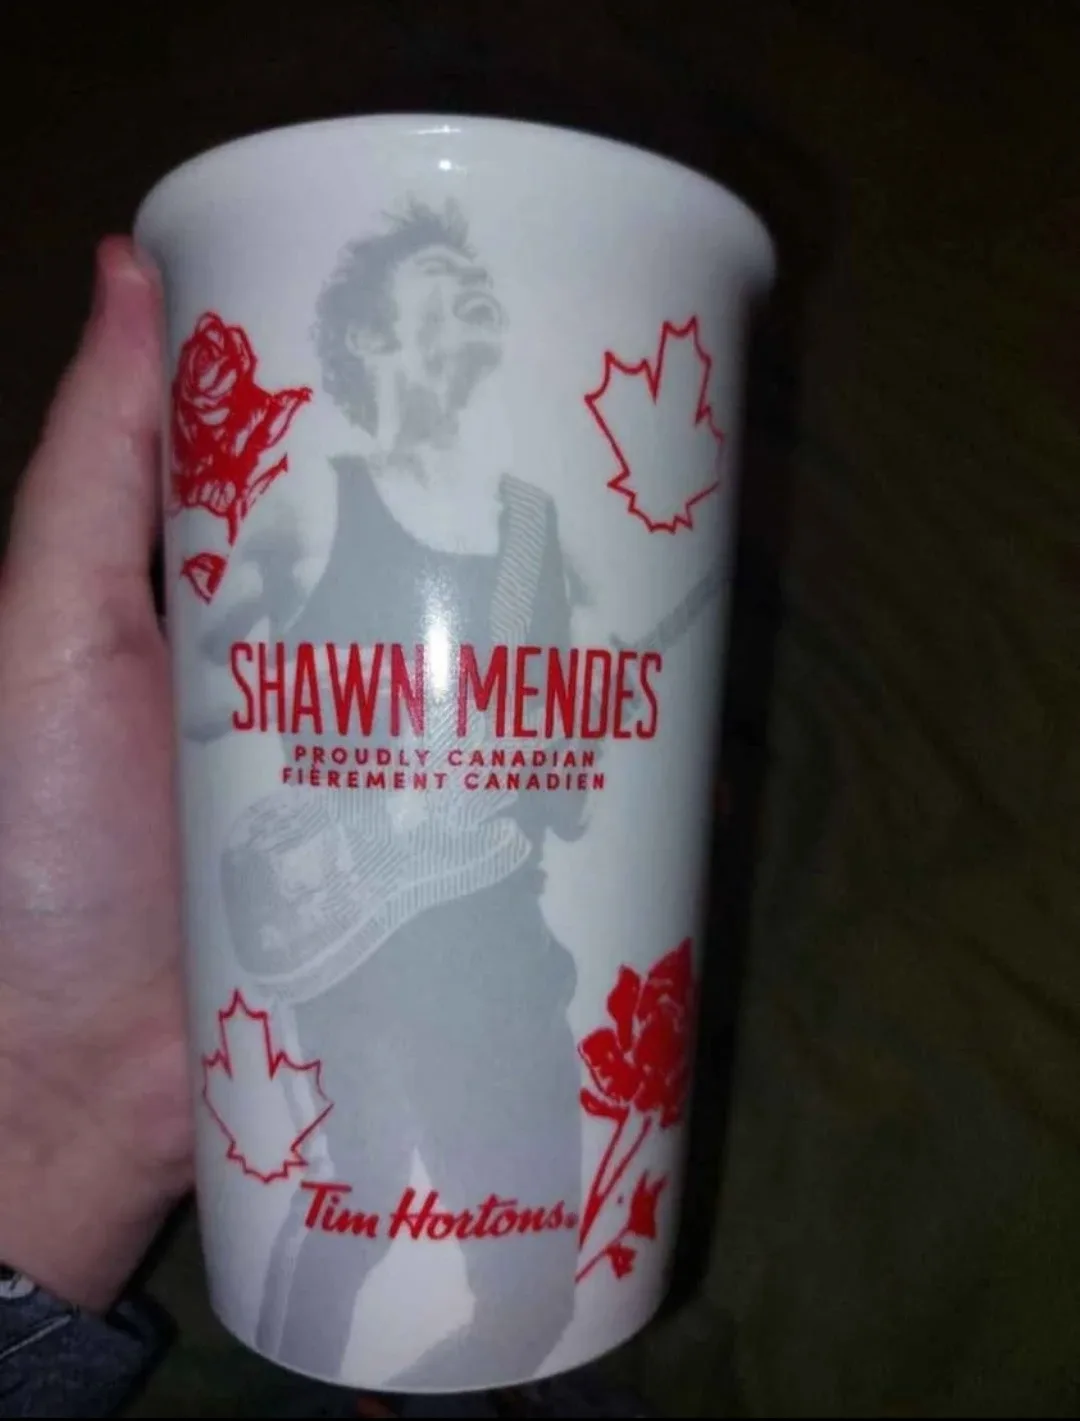 SHAWN MENDES
PROUDLY CANADIAN
FIÈREMENT CANADIEN
Tim Hortons®